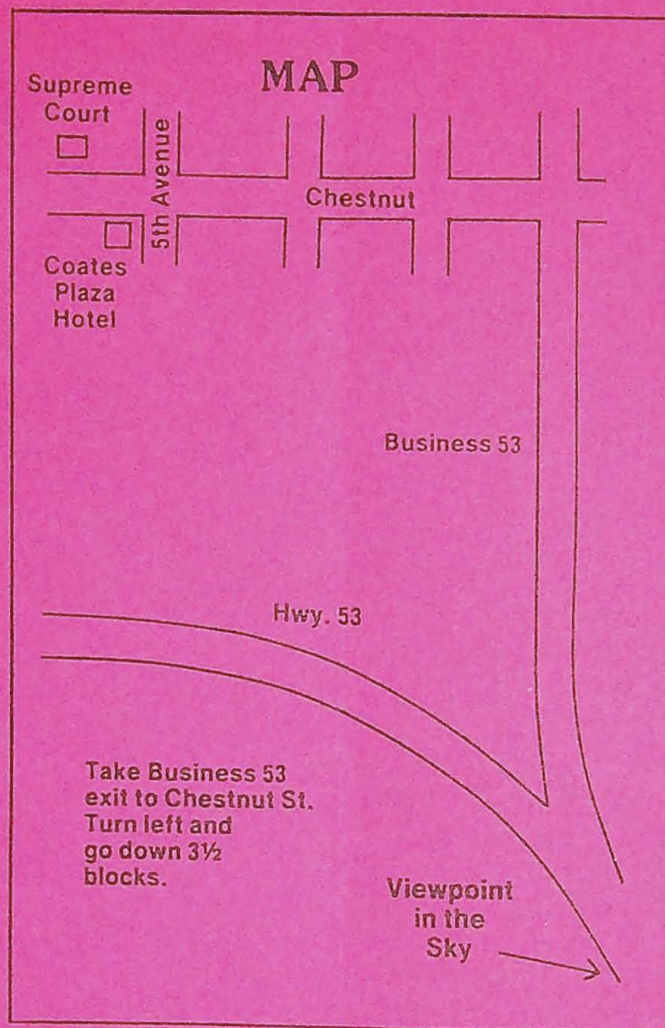 MAP
Supreme
Court
5th Avenue
Chestnut
Coates
Plaza
Hotel
Business 53
Hwy. 53
Take Business 53
exit to Chestnut St.
Turn left and
go down 3½
blocks.
Viewpoint
in the
Sky